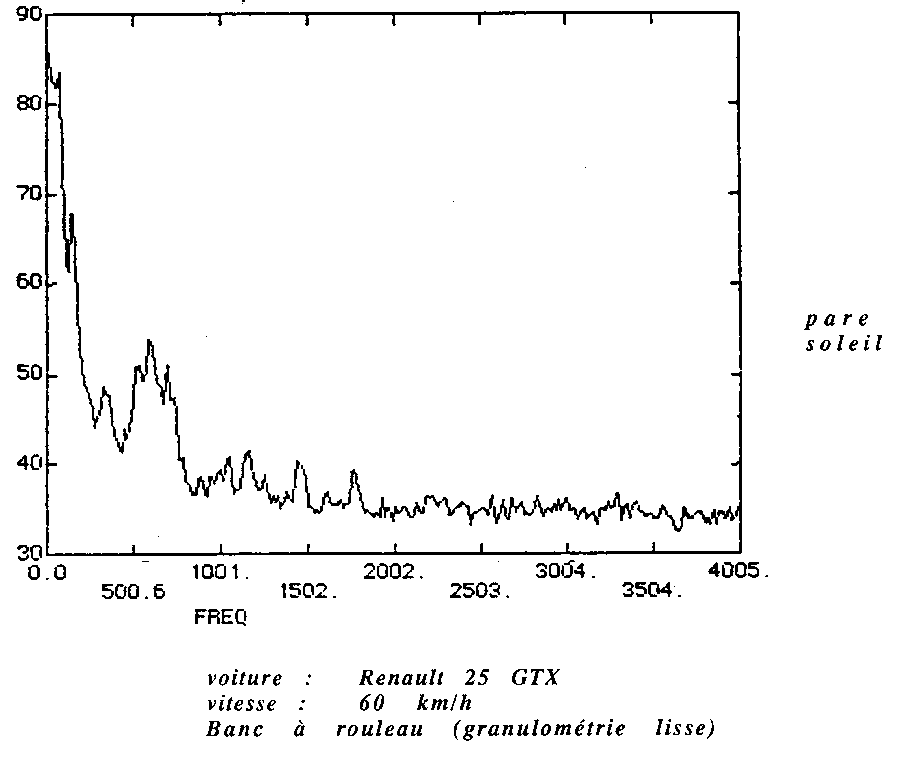 90
80
70
60
50
40
30
0.0 1001. 2002. 3004. 4005.
500.6 1502. 2503. 3504.
FREQ
pare
soleil
voiture : Renault 25 GTX
vitesse : 60 km/h
Banc à rouleau (granulométrie lisse)